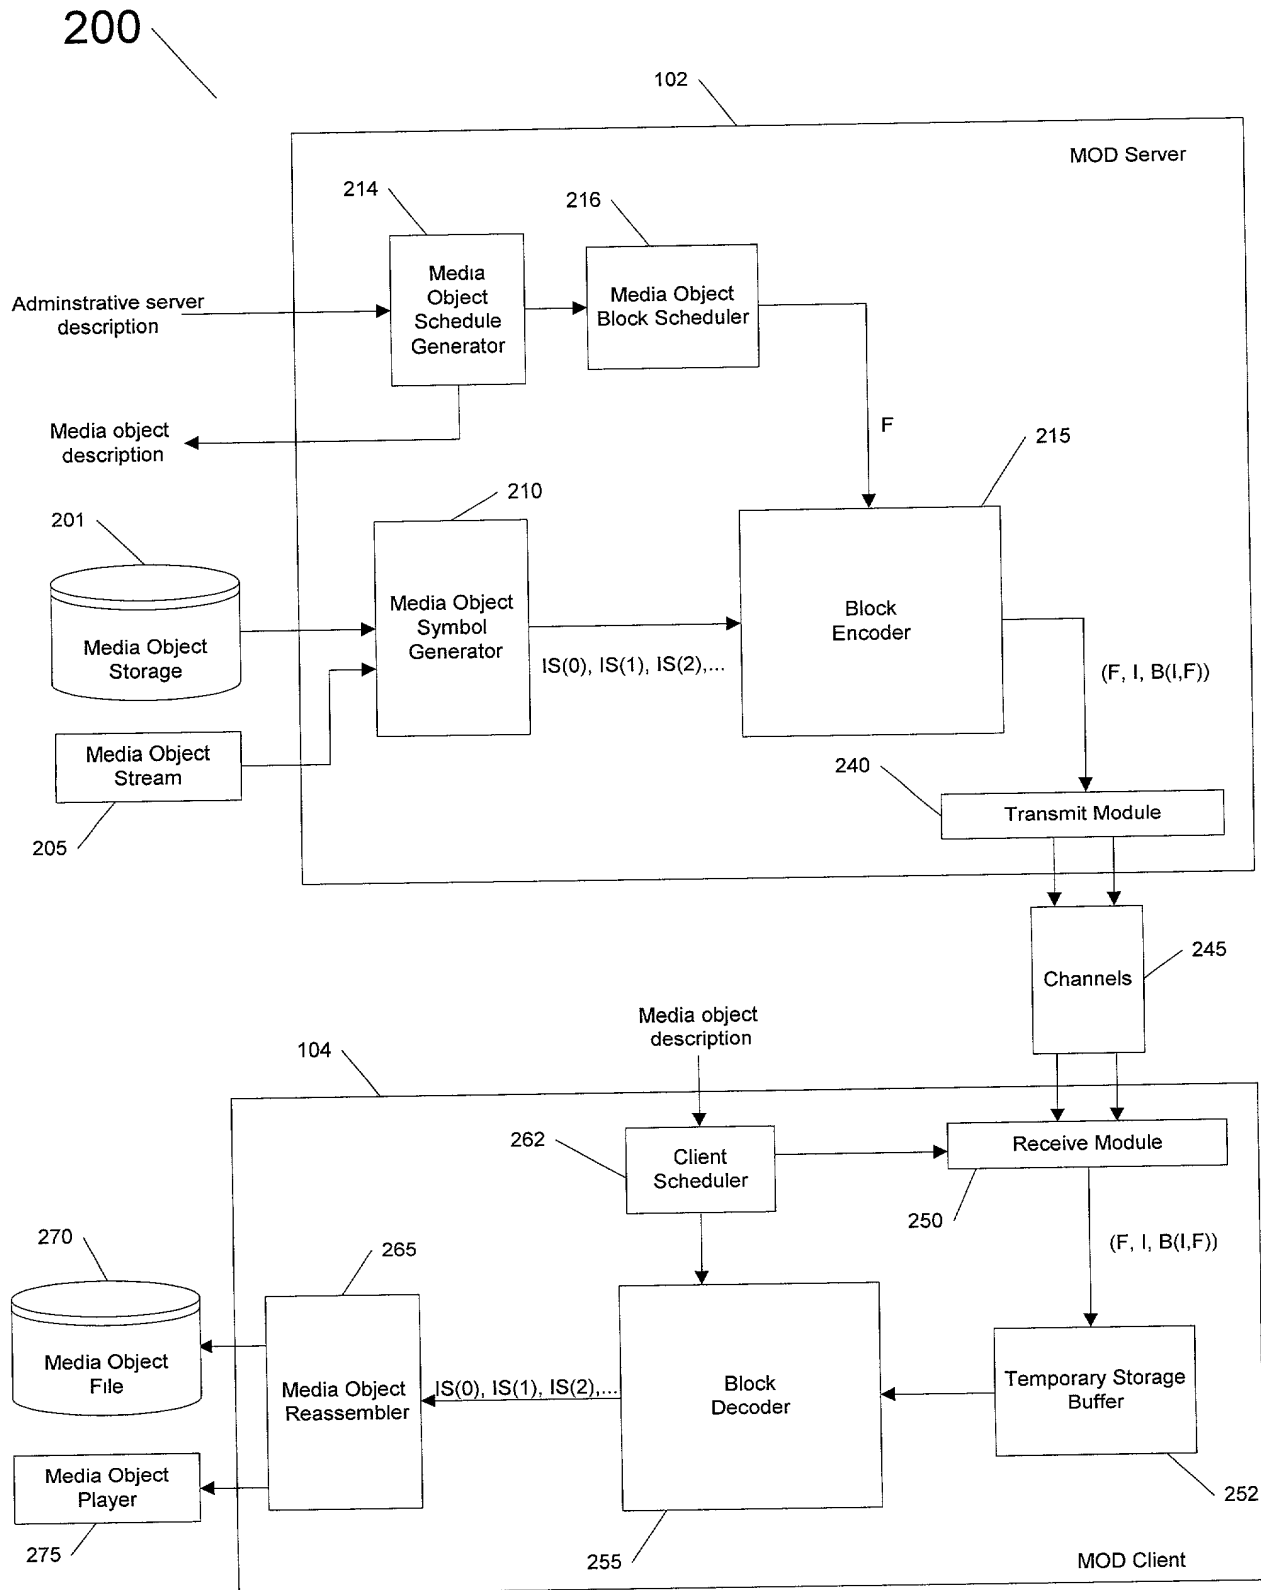 200
102
MOD Server
214
216
Media
Object
Schedule
Generator
Media Object
Block Scheduler
Adminstrative server
description
Media object
description
F
215
210
201
Media Object
Storage
Media Object
Symbol
Generator
IS(0), IS(1), IS(2),...
Block
Encoder
(F, I, B(I,F))
Media Object
Stream
205
240
Transmit Module
245
Channels
Media object
description
104
262
Client
Scheduler
Receive Module
250
(F, I, B(I,F))
270
265
Media Object
File
Media Object
Reassembler
IS(0), IS(1), IS(2),...
Block
Decoder
Temporary Storage
Buffer
Media Object
Player
275
255
252
MOD Client